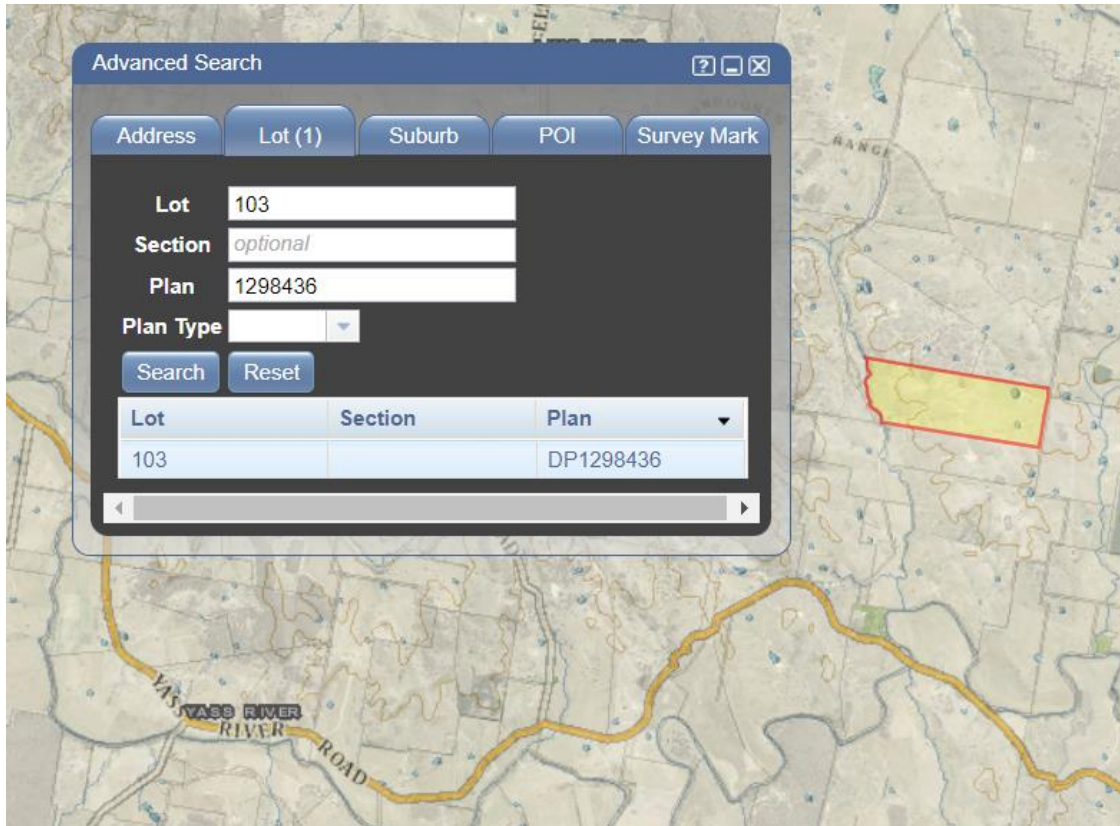 Advanced Search
Address Lot (1) Suburb POI Survey Mark
Lot 103
Section optional
Plan 1298436
Plan Type
Search Reset
Lot Section Plan
103 DP1298436
RANGE
YASS RIVER
RIVER
ROAD